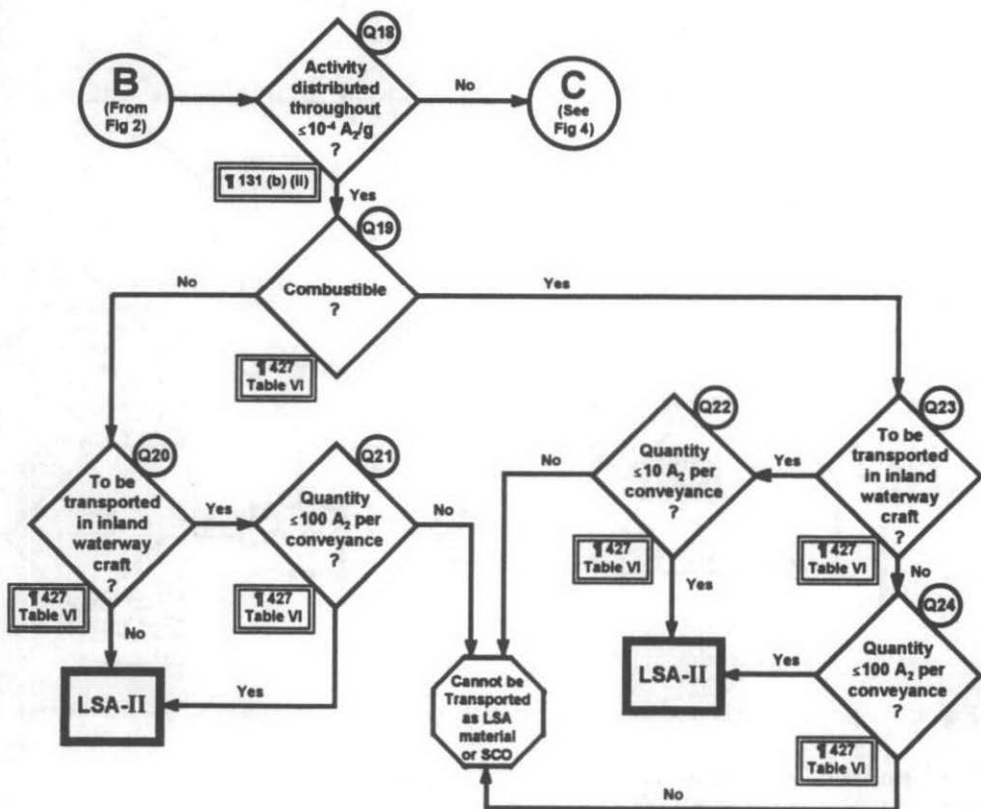 Q18
B
(From
Fig 2)
Activity
distributed
throughout
≤10⁻⁴ A₂/g
?
No
C
(See
Fig 4)
¶ 131 (b) (ii)
Yes
Q19
No
Combustible
?
Yes
¶ 427
Table VI
Q20
To be
transported
in inland
waterway
craft
?
Yes
Q21
Quantity
≤100 A₂ per
conveyance
?
No
¶ 427
Table VI
¶ 427
Table VI
No
Yes
LSA-II
Q22
Quantity
≤10 A₂ per
conveyance
?
No
Yes
Q23
To be
transported
in inland
waterway
craft
?
¶ 427
Table VI
¶ 427
Table VI
Yes
No
Q24
Quantity
≤100 A₂ per
conveyance
?
Yes
LSA-II
¶ 427
Table VI
Cannot be
Transported
as LSA
material
or SCO
No